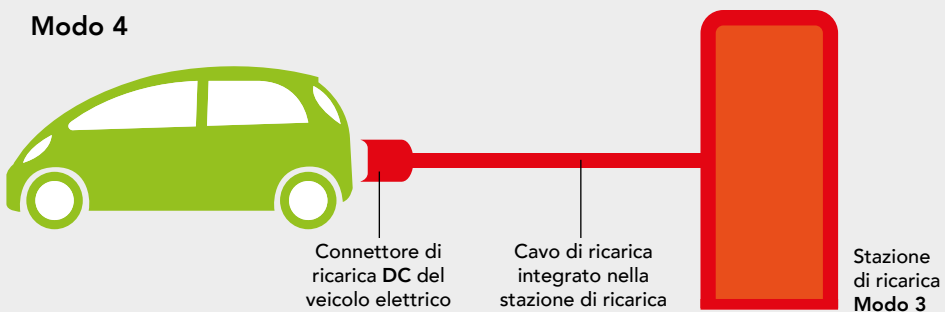 Modo 4
Connettore di
ricarica DC del
veicolo elettrico
Cavo di ricarica
integrato nella
stazione di ricarica
Stazione
di ricarica
Modo 3